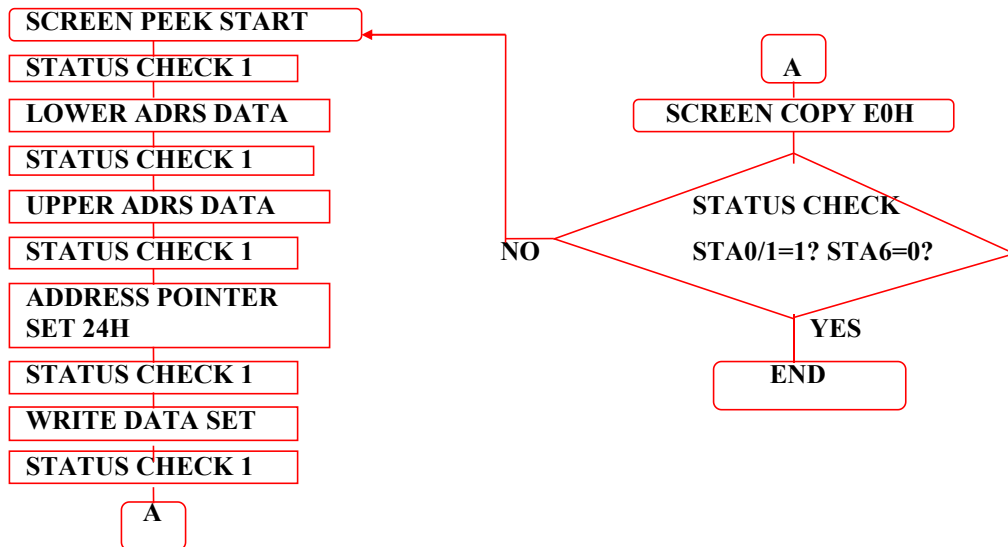 SCREEN PEEK START
STATUS CHECK 1
LOWER ADRS DATA
STATUS CHECK 1
UPPER ADRS DATA
STATUS CHECK 1
ADDRESS POINTER
SET 24H
STATUS CHECK 1
WRITE DATA SET
STATUS CHECK 1
A
A
SCREEN COPY E0H
STATUS CHECK
STA0/1=1? STA6=0?
NO
YES
END